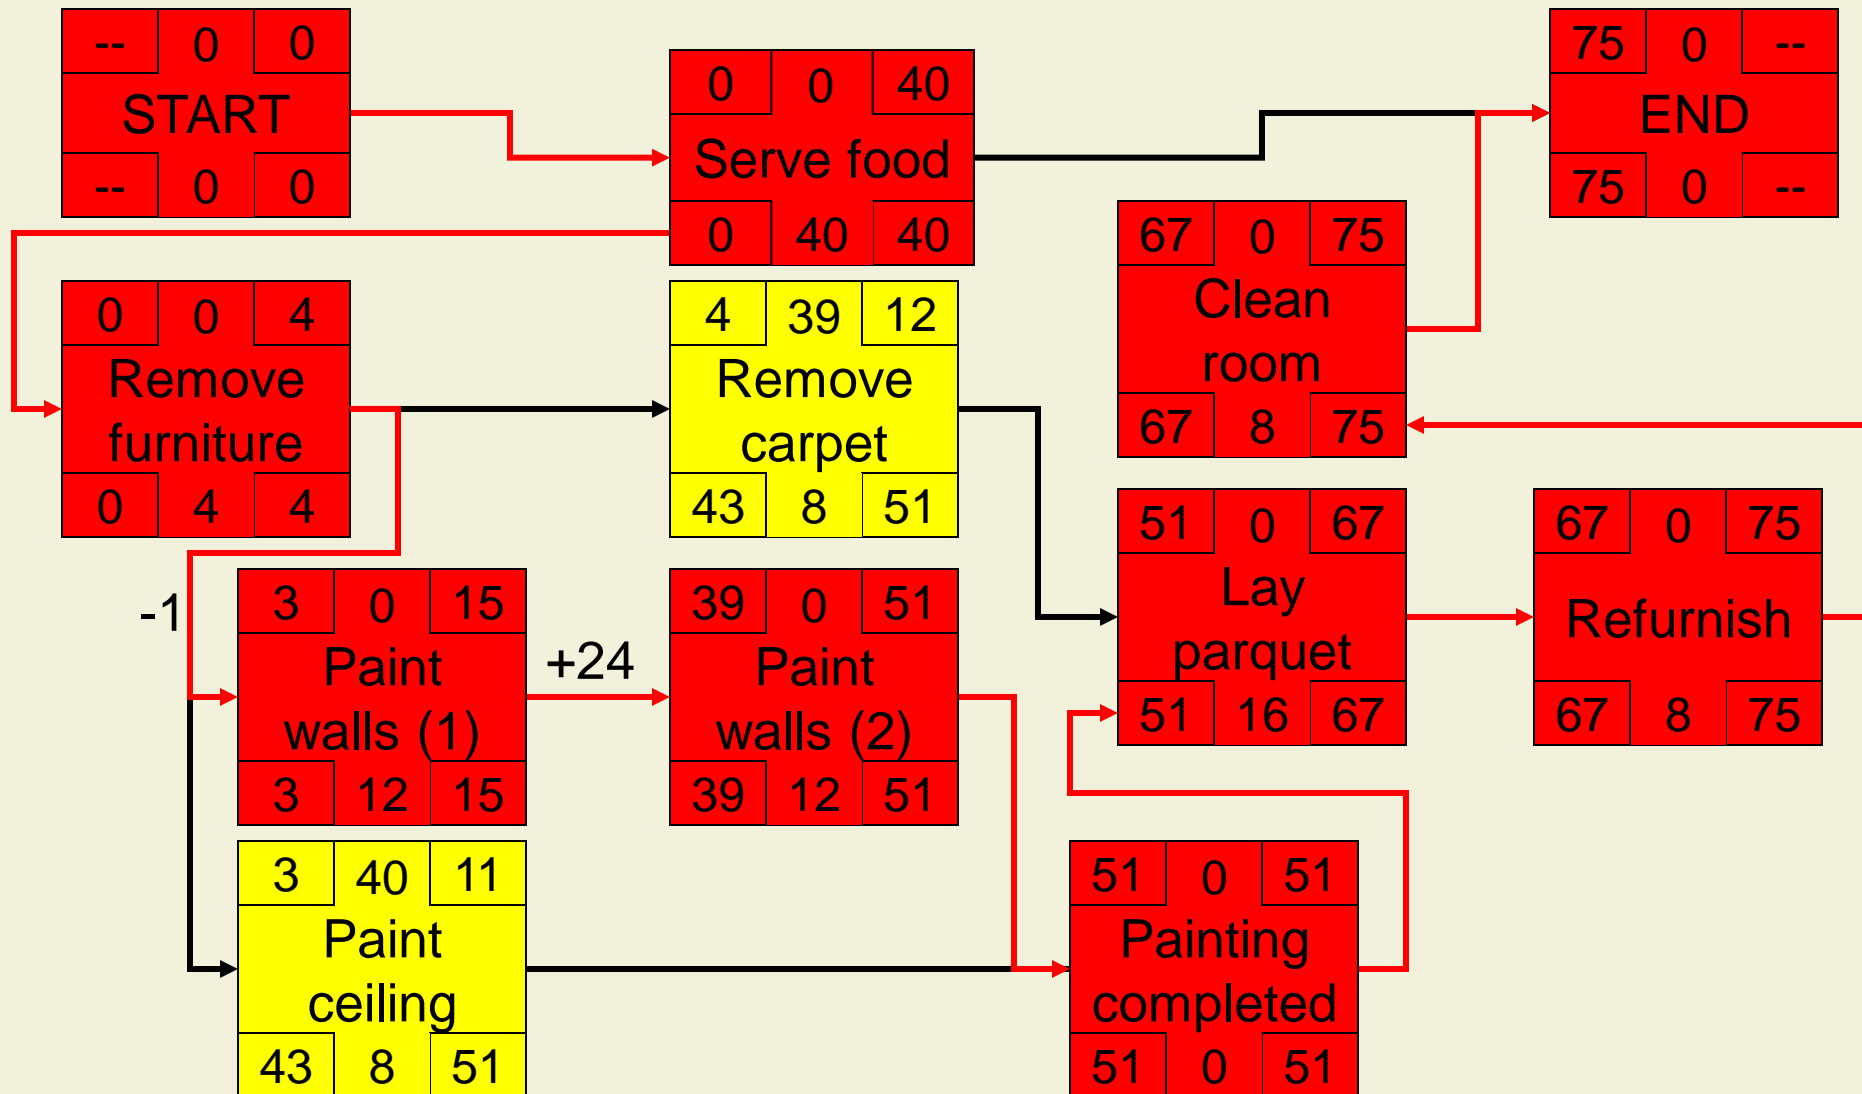 -- 0 0
START
-- 0 0
0 0 40
Serve food
0 40 40
75 0 --
END
75 0 --
67 0 75
Clean
room
67 8 75
0 0 4
Remove
furniture
0 4 4
4 39 12
Remove
carpet
43 8 51
51 0 67
Lay
parquet
51 16 67
67 0 75
Refurnish
67 8 75
-1
3 0 15
Paint
walls (1)
3 12 15
+24
39 0 51
Paint
walls (2)
39 12 51
3 40 11
Paint
ceiling
43 8 51
51 0 51
Painting
completed
51 0 51